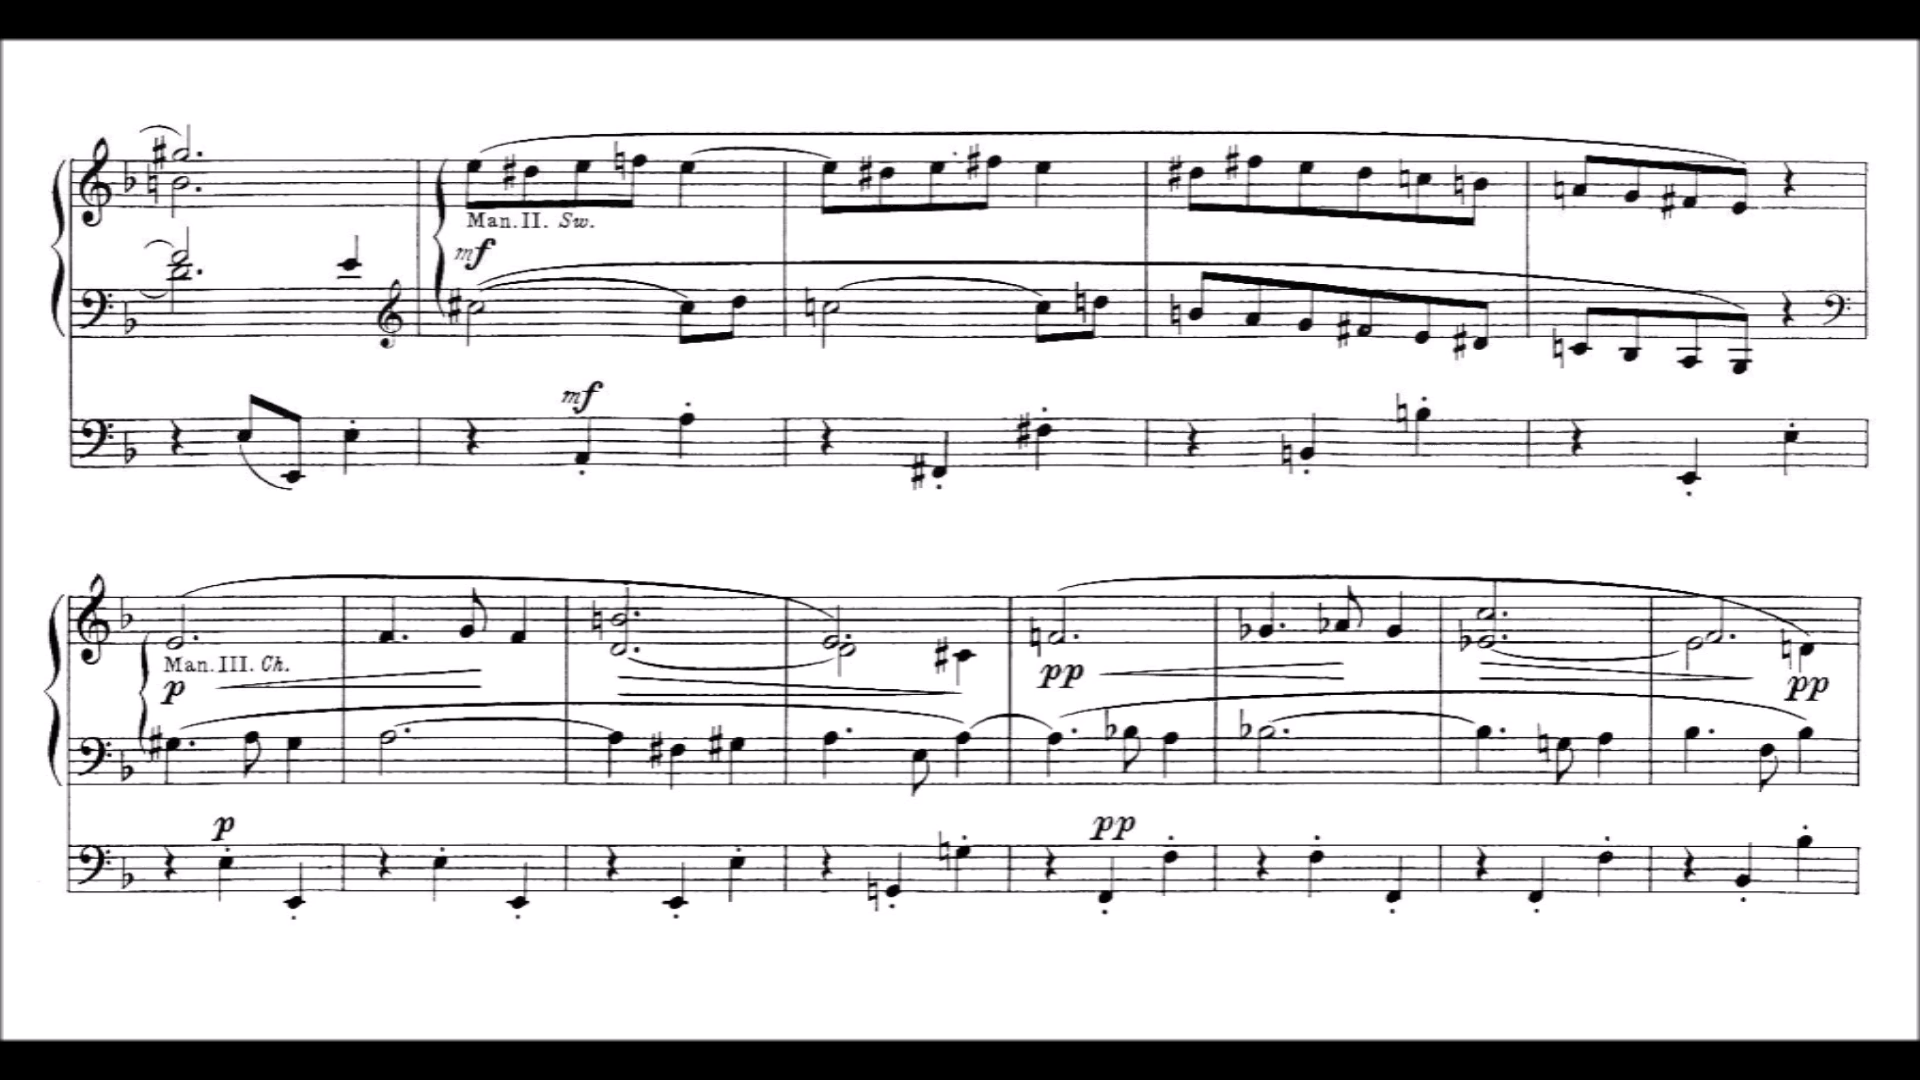 Man. II. Sw.
mf
mf
Man. III. Ch.
p
pp
pp
p
pp